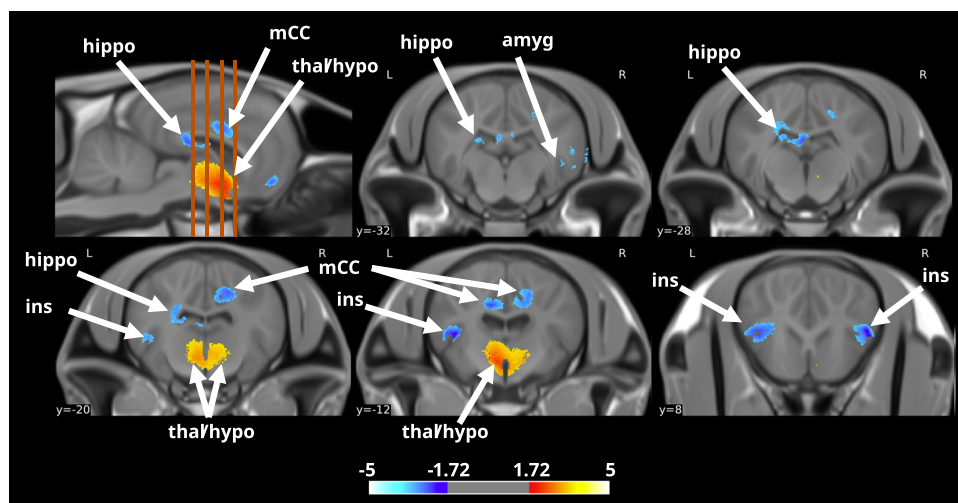 hippo
mCC
thal/hypo
hippo
amyg
L
R
y=-32
hippo
L
R
y=-28
hippo
ins
L
R
y=-20
thal/hypo
mCC
ins
L
R
y=-12
thal/hypo
ins
ins
L
R
y=8
-5 -1.72 1.72 5